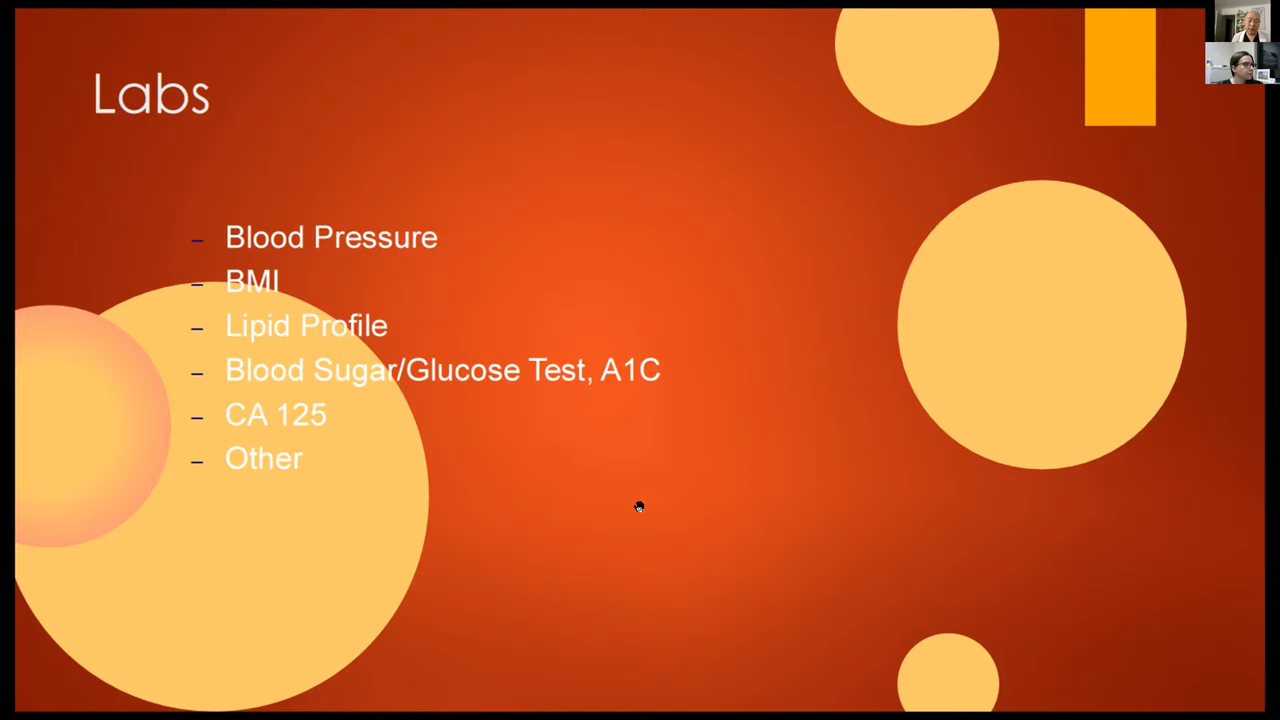 Labs
– Blood Pressure
– BMI
– Lipid Profile
– Blood Sugar/Glucose Test, A1C
– CA 125
– Other